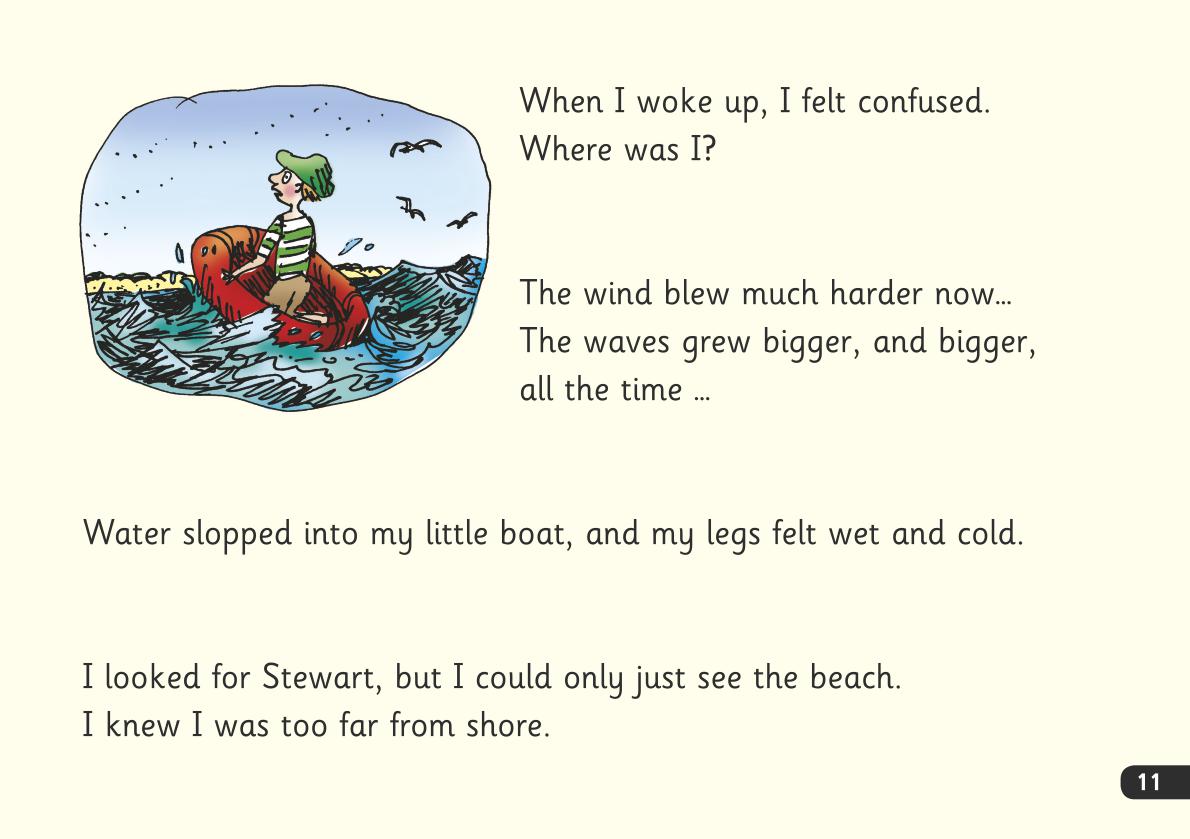 When I woke up, I felt confused.
Where was I?
The wind blew much harder now...
The waves grew bigger, and bigger,
all the time ...
Water slopped into my little boat, and my legs felt wet and cold.
I looked for Stewart, but I could only just see the beach.
I knew I was too far from shore.
11